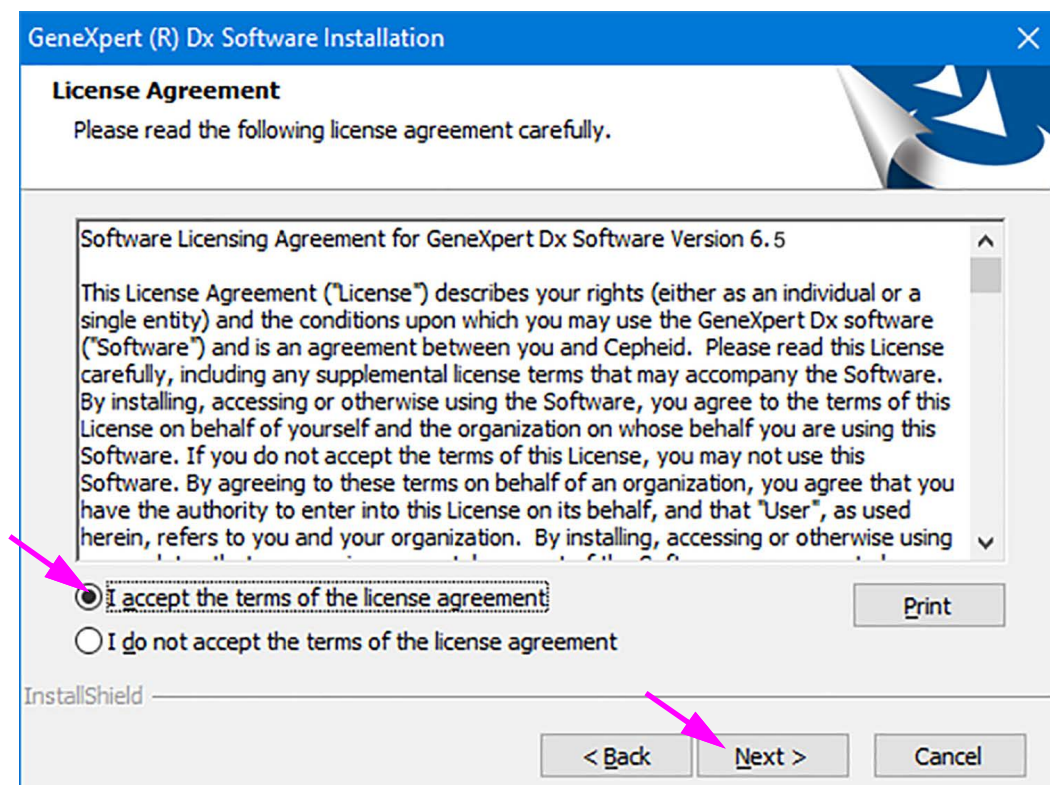 GeneXpert (R) Dx Software Installation
License Agreement
Please read the following license agreement carefully.
Software Licensing Agreement for GeneXpert Dx Software Version 6.5
This License Agreement ("License") describes your rights (either as an individual or a
single entity) and the conditions upon which you may use the GeneXpert Dx software
("Software") and is an agreement between you and Cepheid.  Please read this License
carefully, including any supplemental license terms that may accompany the Software.
By installing, accessing or otherwise using the Software, you agree to the terms of this
License on behalf of yourself and the organization on whose behalf you are using this
Software. If you do not accept the terms of this License, you may not use this
Software. By agreeing to these terms on behalf of an organization, you agree that you
have the authority to enter into this License on its behalf, and that "User", as used
herein, refers to you and your organization.  By installing, accessing or otherwise using
I accept the terms of the license agreement
Print
I do not accept the terms of the license agreement
InstallShield
< Back
Next >
Cancel